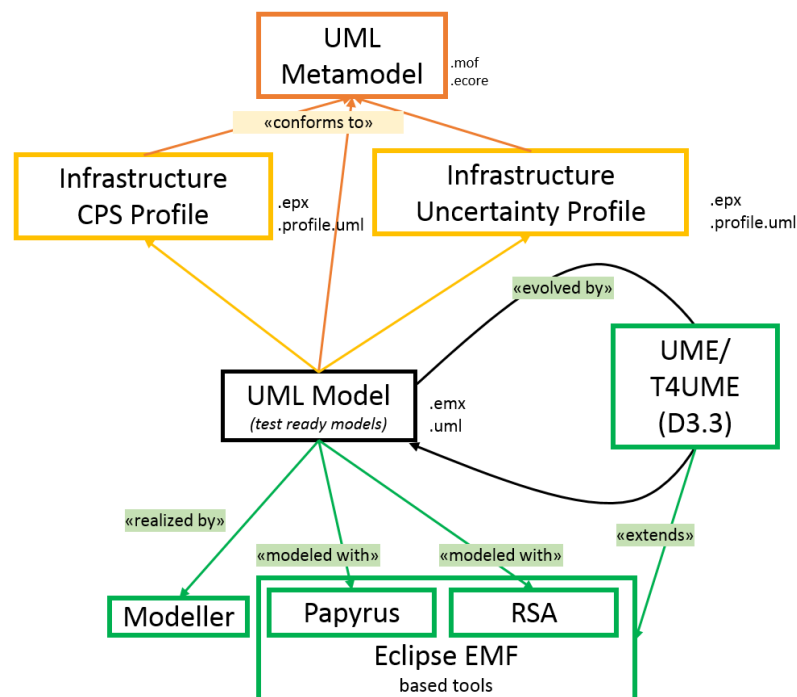 UML
Metamodel
.mof
.ecore
«conforms to»
Infrastructure
CPS Profile
.epx
.profile.uml
Infrastructure
Uncertainty Profile
.epx
.profile.uml
«evolved by»
UME/
T4UME
(D3.3)
UML Model
(test ready models)
.emx
.uml
«realized by»
«modeled with»
«modeled with»
«extends»
Modeller
Papyrus
RSA
Eclipse EMF
based tools